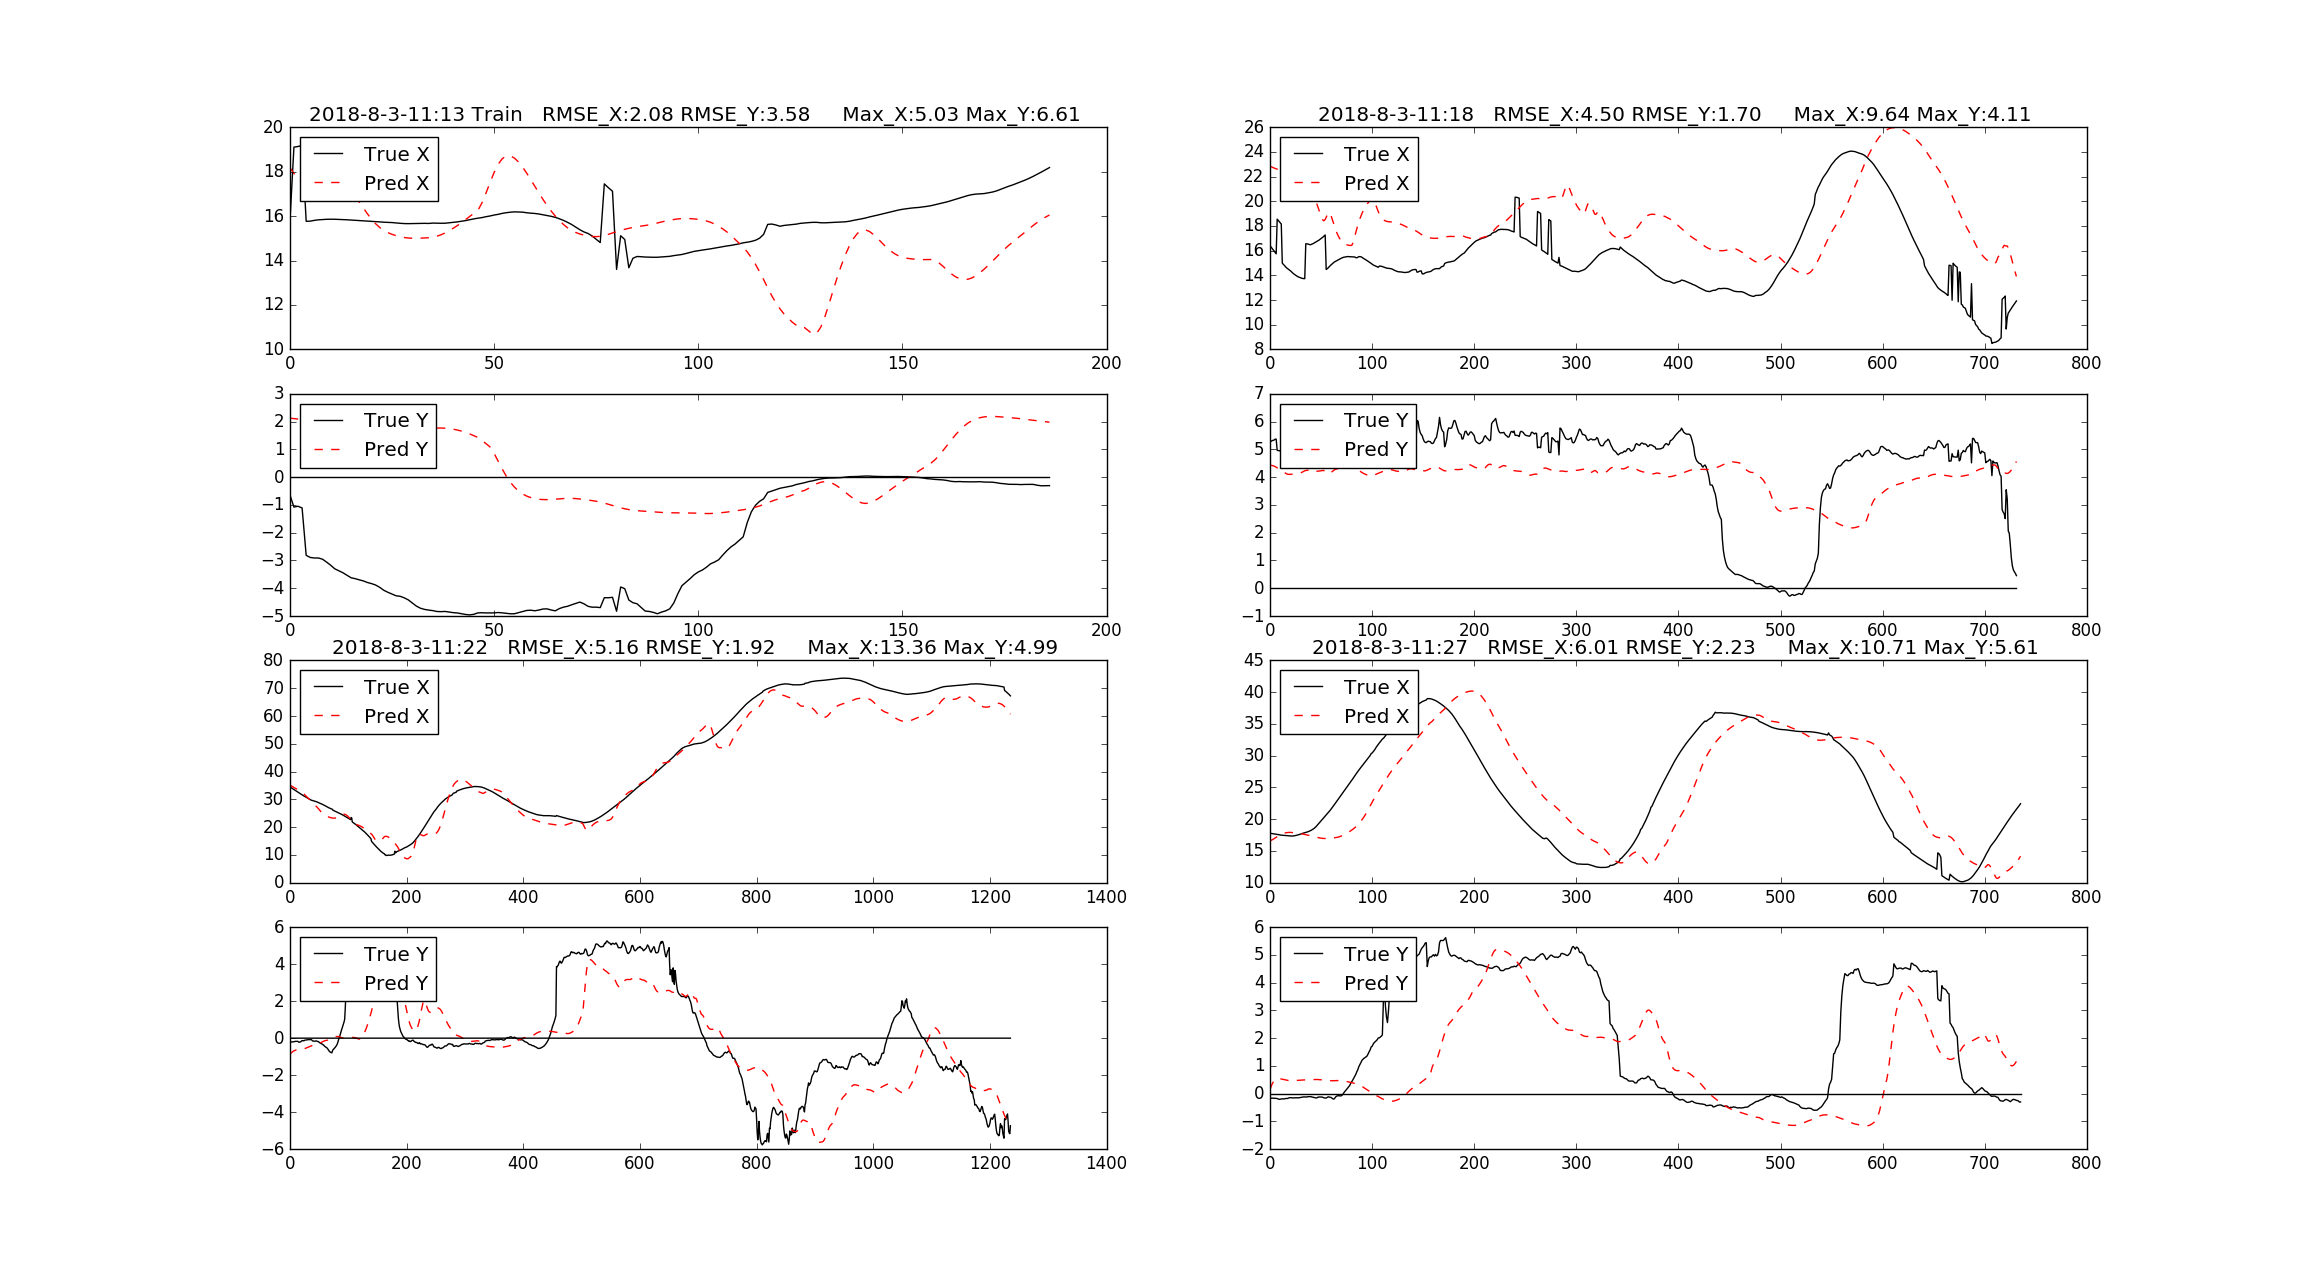 2018-8-3-11:13 Train   RMSE_X:2.08 RMSE_Y:3.58     Max_X:5.03 Max_Y:6.61
20
18
16
14
12
10
True X
Pred X
0 50 100 150 200
3
2
1
0
−1
−2
−3
−4
−5
True Y
Pred Y
0 50 100 150 200
2018-8-3-11:18   RMSE_X:4.50 RMSE_Y:1.70     Max_X:9.64 Max_Y:4.11
26
24
22
20
18
16
14
12
10
8
True X
Pred X
0 100 200 300 400 500 600 700 800
7
6
5
4
3
2
1
0
−1
True Y
Pred Y
0 100 200 300 400 500 600 700 800
2018-8-3-11:22   RMSE_X:5.16 RMSE_Y:1.92     Max_X:13.36 Max_Y:4.99
80
70
60
50
40
30
20
10
0
True X
Pred X
0 200 400 600 800 1000 1200 1400
6
4
2
0
−2
−4
−6
True Y
Pred Y
0 200 400 600 800 1000 1200 1400
2018-8-3-11:27   RMSE_X:6.01 RMSE_Y:2.23     Max_X:10.71 Max_Y:5.61
45
40
35
30
25
20
15
10
True X
Pred X
0 100 200 300 400 500 600 700 800
6
5
4
3
2
1
0
−1
−2
True Y
Pred Y
0 100 200 300 400 500 600 700 800